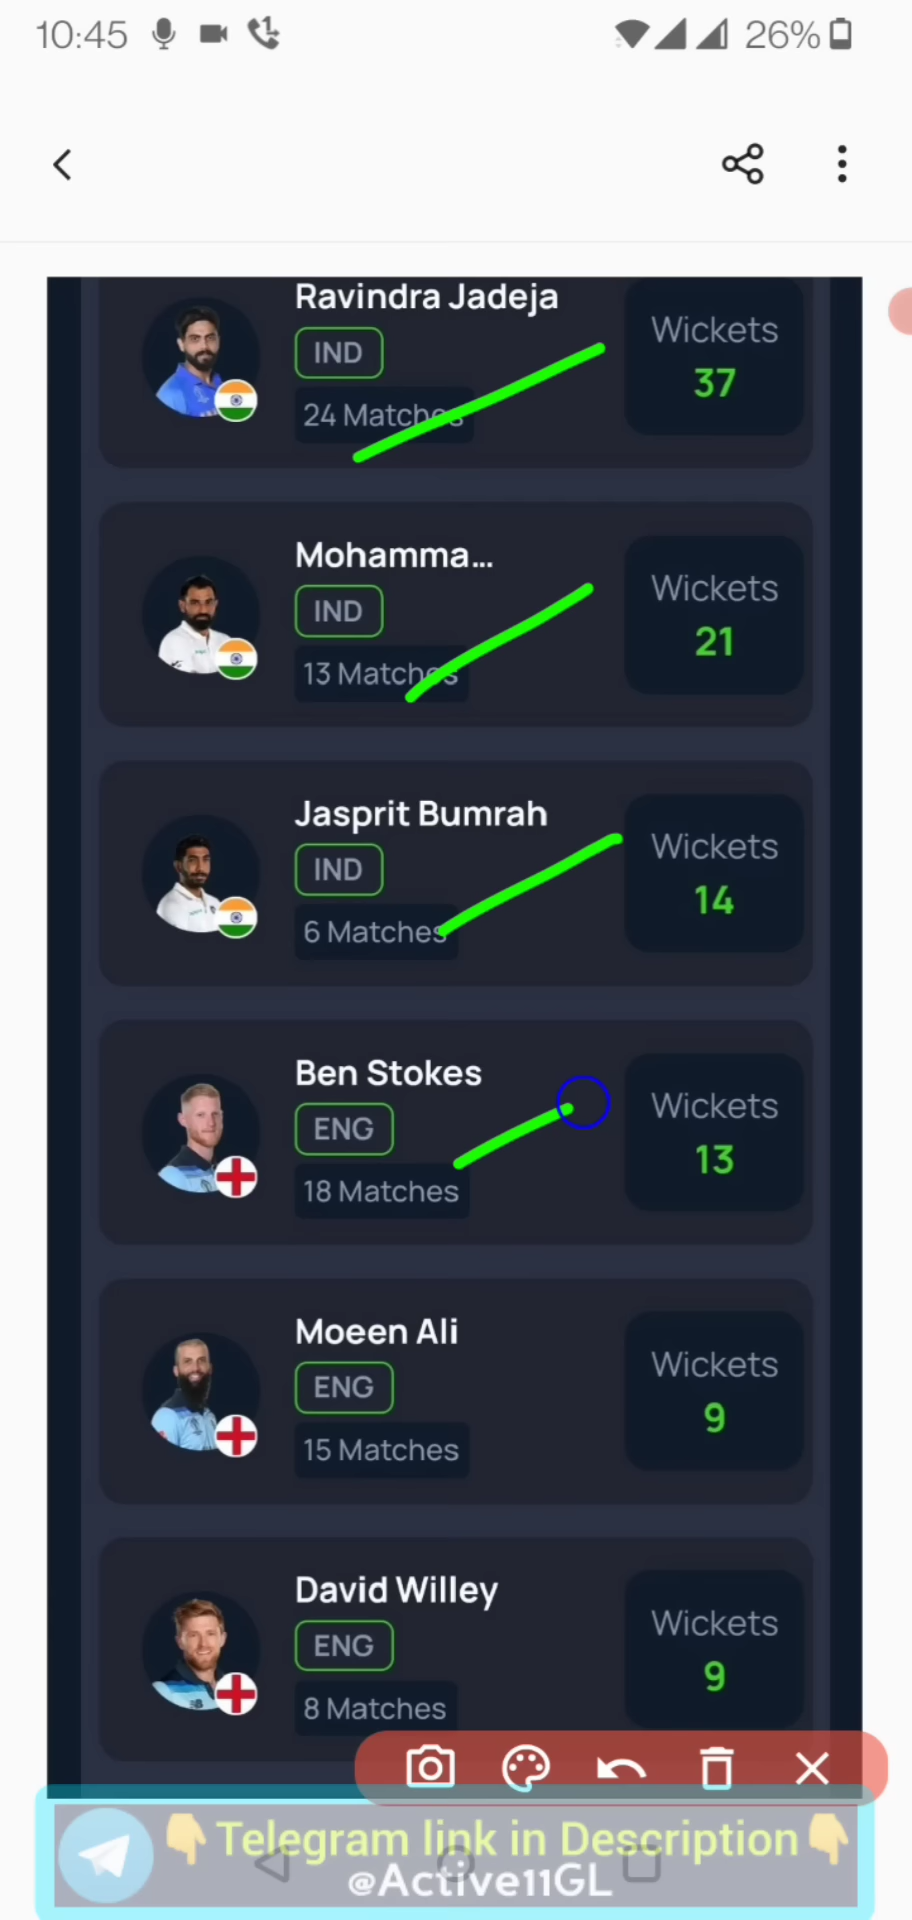 10:45
26%
Ravindra Jadeja
IND
24 Matches
Wickets
37
Mohamma...
IND
13 Matches
Wickets
21
Jasprit Bumrah
IND
6 Matches
Wickets
14
Ben Stokes
ENG
18 Matches
Wickets
13
Moeen Ali
ENG
15 Matches
Wickets
9
David Willey
ENG
8 Matches
Wickets
9
👇Telegram link in Description👇
@Active11GL